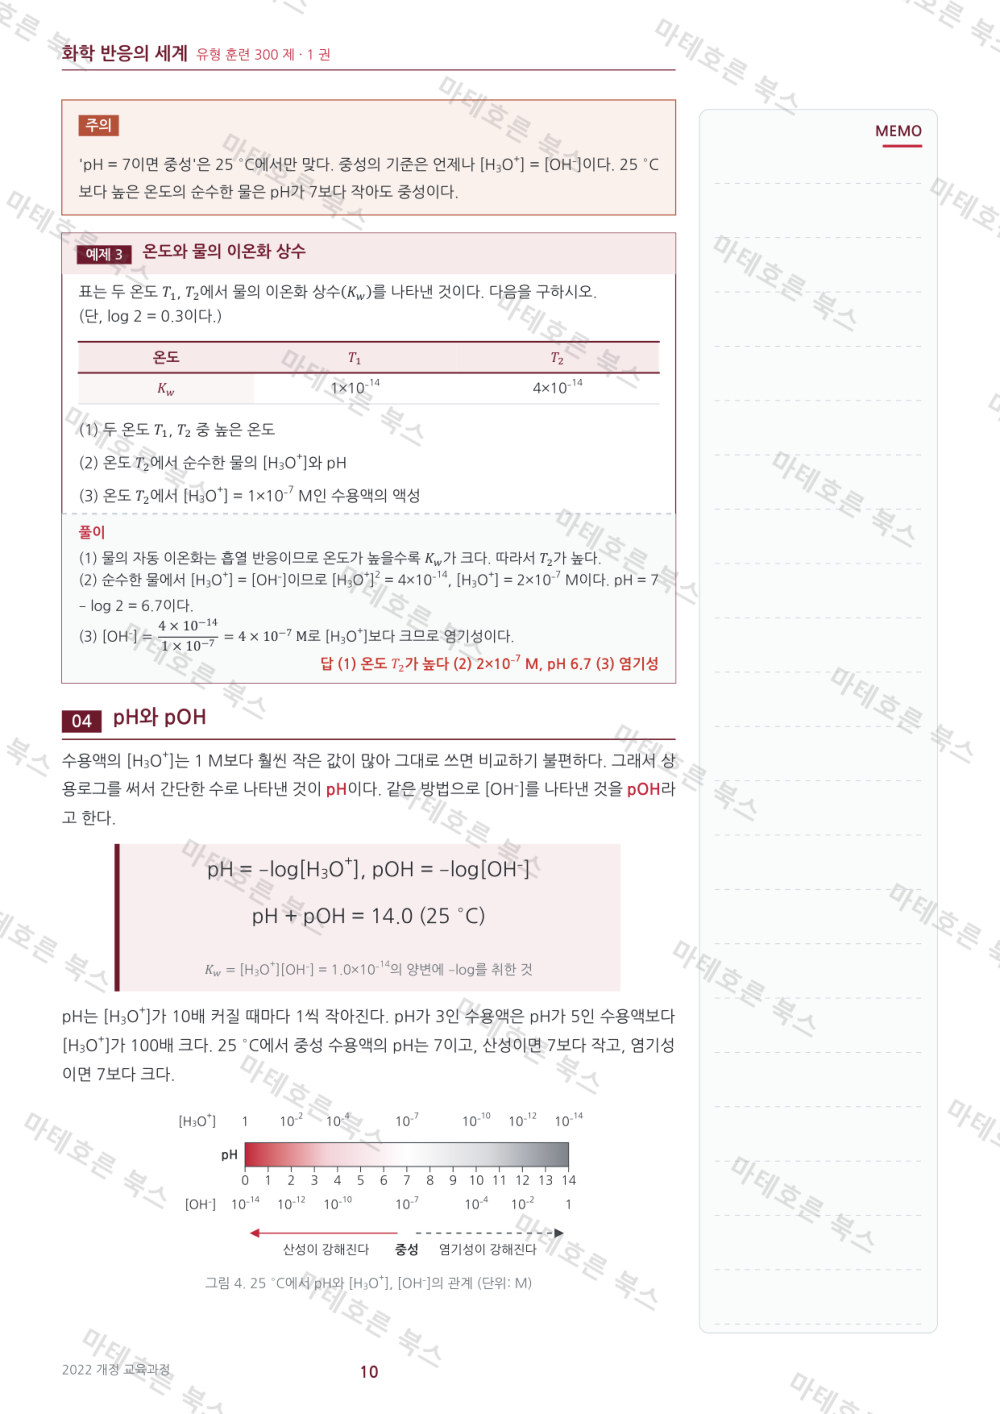 화학 반응의 세계 유형 훈련 300 제 · 1 권
주의
'pH = 7이면 중성'은 25 °C에서만 맞다. 중성의 기준은 언제나 [H₃O⁺] = [OH⁻]이다. 25 °C
보다 높은 온도의 순수한 물은 pH가 7보다 작아도 중성이다.
MEMO
예제 3 온도와 물의 이온화 상수
표는 두 온도 T₁, T₂에서 물의 이온화 상수(K_w)를 나타낸 것이다. 다음을 구하시오.
(단, log 2 = 0.3이다.)
온도 T₁ T₂
K_w 1×10⁻¹⁴ 4×10⁻¹⁴
(1) 두 온도 T₁, T₂ 중 높은 온도
(2) 온도 T₂에서 순수한 물의 [H₃O⁺]와 pH
(3) 온도 T₂에서 [H₃O⁺] = 1×10⁻⁷ M인 수용액의 액성
풀이
(1) 물의 자동 이온화는 흡열 반응이므로 온도가 높을수록 K_w가 크다. 따라서 T₂가 높다.
(2) 순수한 물에서 [H₃O⁺] = [OH⁻]이므로 [H₃O⁺]² = 4×10⁻¹⁴, [H₃O⁺] = 2×10⁻⁷ M이다. pH = 7
– log 2 = 6.7이다.
(3) [OH⁻] = (4 × 10⁻¹⁴)/(1 × 10⁻⁷) = 4 × 10⁻⁷ M로 [H₃O⁺]보다 크므로 염기성이다.
답 (1) 온도 T₂가 높다 (2) 2×10⁻⁷ M, pH 6.7 (3) 염기성
04 pH와 pOH
수용액의 [H₃O⁺]는 1 M보다 훨씬 작은 값이 많아 그대로 쓰면 비교하기 불편하다. 그래서 상
용로그를 써서 간단한 수로 나타낸 것이 pH이다. 같은 방법으로 [OH⁻]를 나타낸 것을 pOH라
고 한다.
pH = –log[H₃O⁺], pOH = –log[OH⁻]
pH + pOH = 14.0 (25 °C)
K_w = [H₃O⁺][OH⁻] = 1.0×10⁻¹⁴의 양변에 –log를 취한 것
pH는 [H₃O⁺]가 10배 커질 때마다 1씩 작아진다. pH가 3인 수용액은 pH가 5인 수용액보다
[H₃O⁺]가 100배 크다. 25 °C에서 중성 수용액의 pH는 7이고, 산성이면 7보다 작고, 염기성
이면 7보다 크다.
[H₃O⁺] 1 10⁻² 10⁻⁴ 10⁻⁷ 10⁻¹⁰ 10⁻¹² 10⁻¹⁴
pH
0 1 2 3 4 5 6 7 8 9 10 11 12 13 14
[OH⁻] 10⁻¹⁴ 10⁻¹² 10⁻¹⁰ 10⁻⁷ 10⁻⁴ 10⁻² 1
산성이 강해진다 중성 염기성이 강해진다
그림 4. 25 °C에서 pH와 [H₃O⁺], [OH⁻]의 관계 (단위: M)
2022 개정 교육과정 10
마테호른 북스